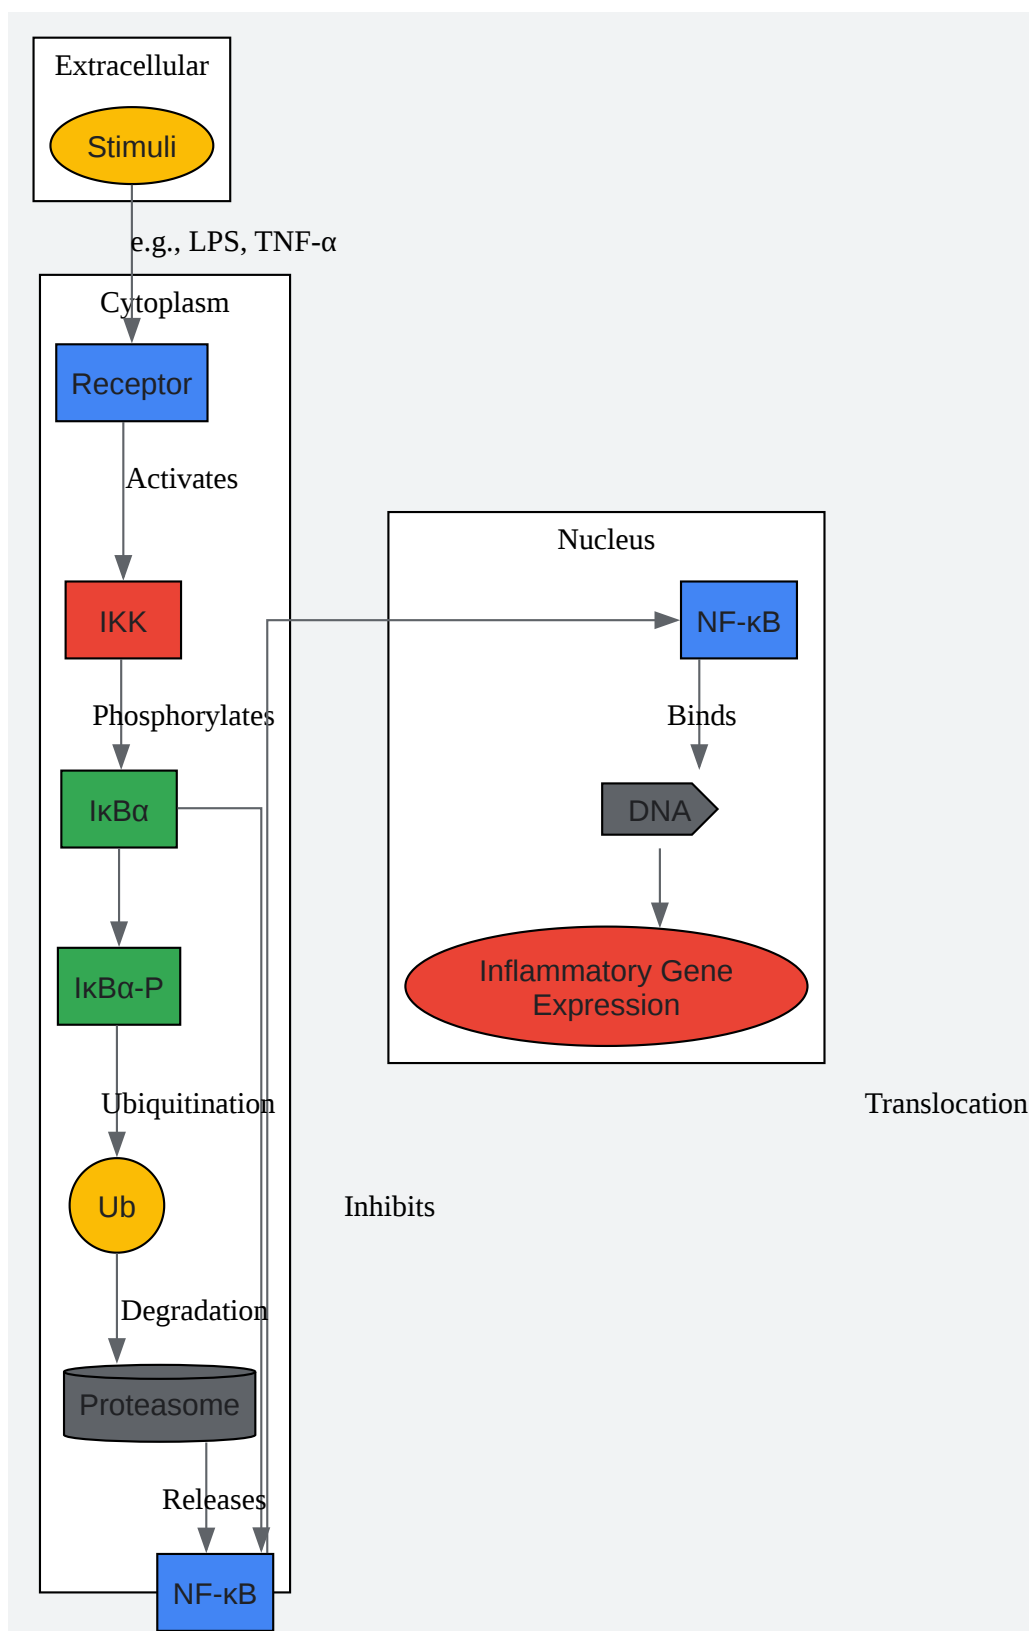 Extracellular
Stimuli
e.g., LPS, TNF-α
Cytoplasm
Receptor
Activates
IKK
Phosphorylates
IκBα
IκBα-P
Ubiquitination
Ub
Degradation
Proteasome
Releases
NF-κB
Nucleus
NF-κB
Binds
DNA
Inflammatory Gene
Expression
Inhibits
Translocation